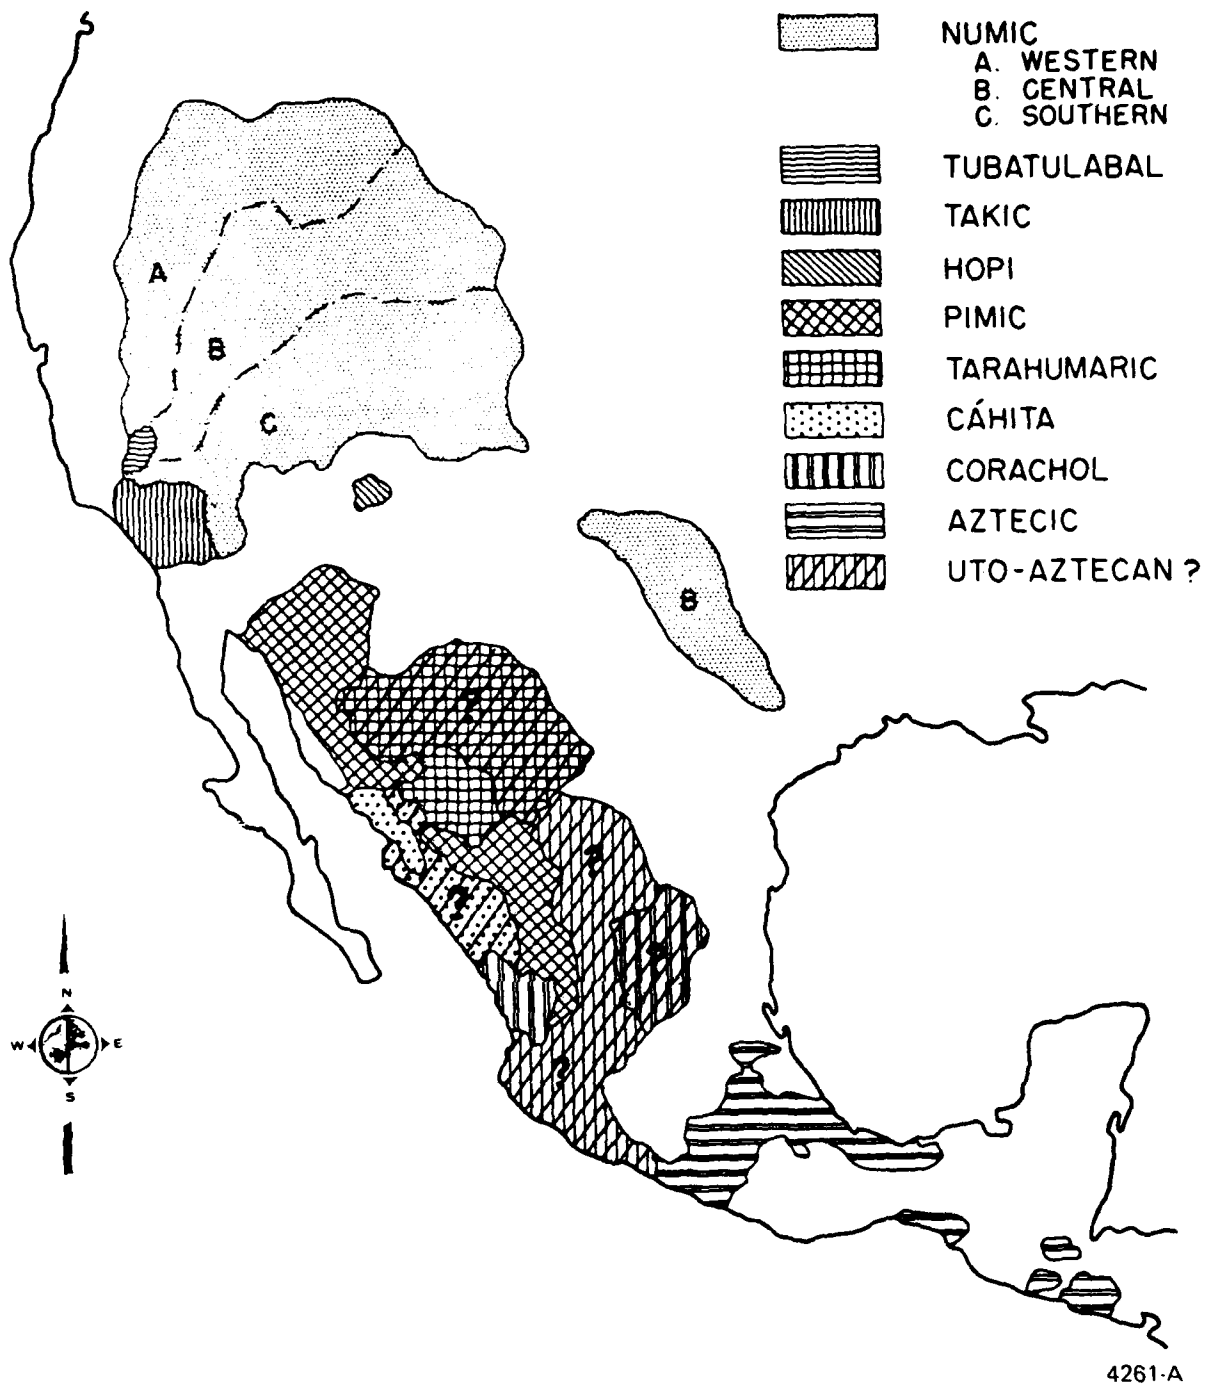 NUMIC
A. WESTERN
B. CENTRAL
C. SOUTHERN
TUBATULABAL
TAKIC
HOPI
PIMIC
TARAHUMARIC
CÁHITA
CORACHOL
AZTECIC
UTO-AZTECAN ?
A
B
C
B
?
?
?
?
?
N
W E
S
4261-A